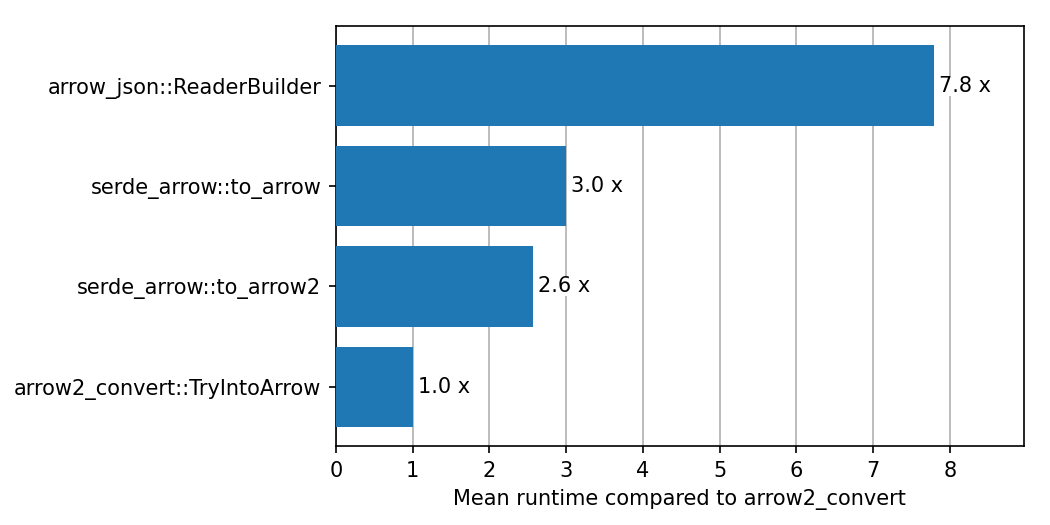 arrow_json::ReaderBuilder
7.8 x
serde_arrow::to_arrow
3.0 x
serde_arrow::to_arrow2
2.6 x
arrow2_convert::TryIntoArrow
1.0 x
0 1 2 3 4 5 6 7 8
Mean runtime compared to arrow2_convert